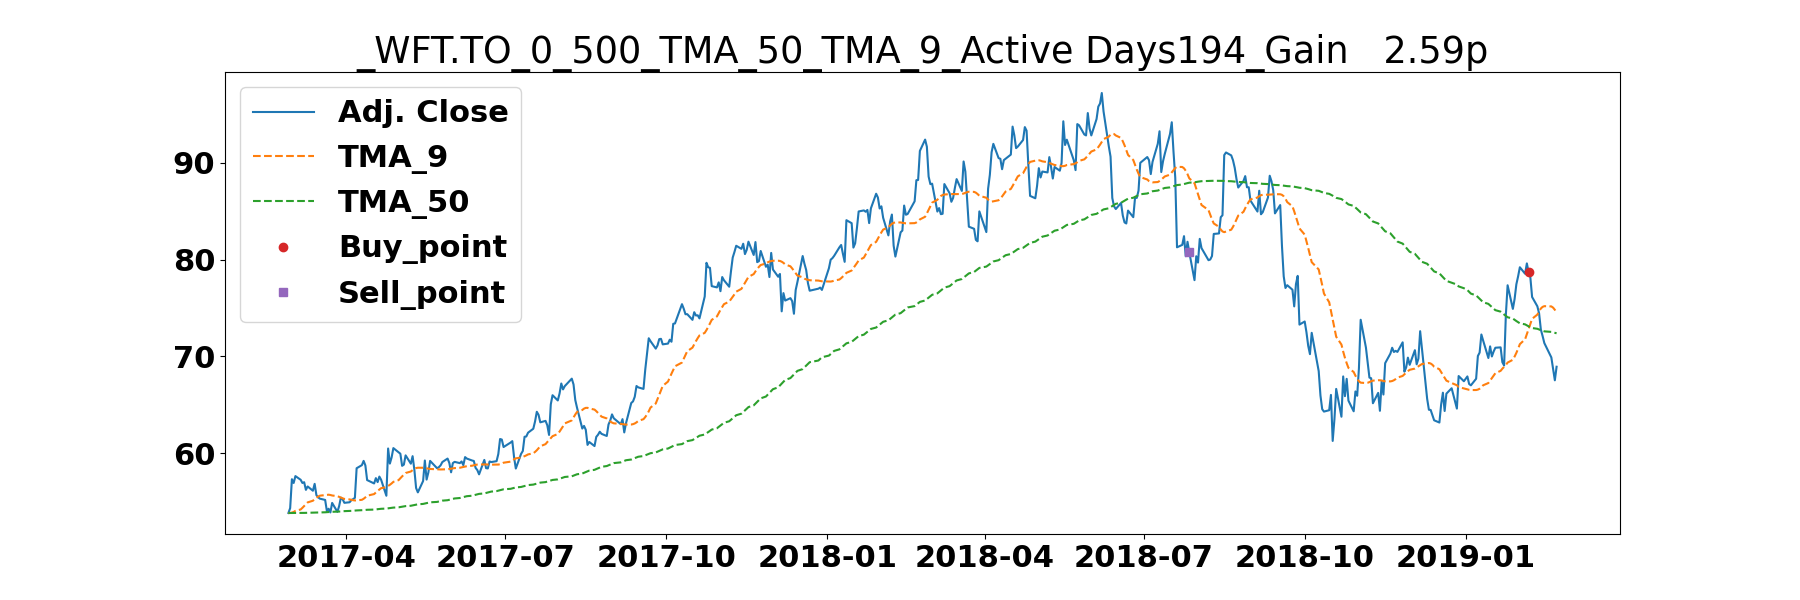 _WFT.TO_0_500_TMA_50_TMA_9_Active Days194_Gain   2.59p
Adj. Close
TMA_9
TMA_50
Buy_point
Sell_point
90
80
70
60
2017-04 2017-07 2017-10 2018-01 2018-04 2018-07 2018-10 2019-01